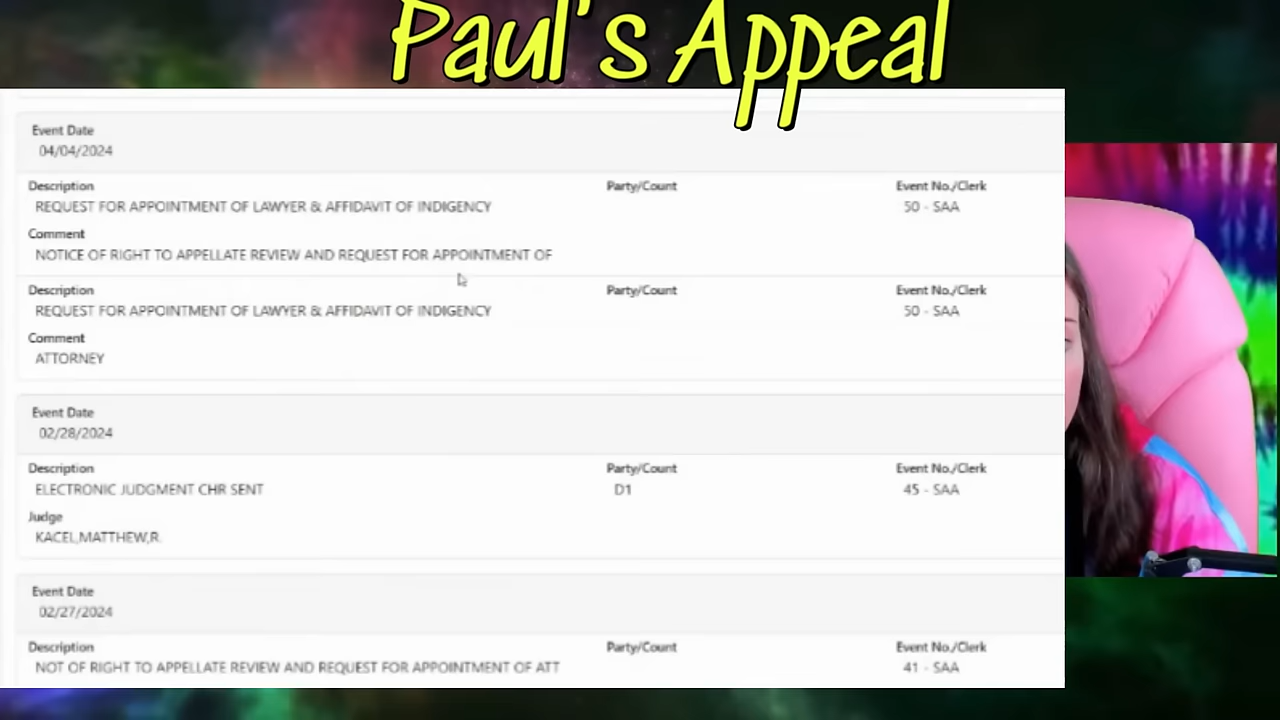 Paul's Appeal
Event Date
04/04/2024
Description Party/Count Event No./Clerk
REQUEST FOR APPOINTMENT OF LAWYER & AFFIDAVIT OF INDIGENCY 50 - SAA
Comment
NOTICE OF RIGHT TO APPELLATE REVIEW AND REQUEST FOR APPOINTMENT OF
Description Party/Count Event No./Clerk
REQUEST FOR APPOINTMENT OF LAWYER & AFFIDAVIT OF INDIGENCY 50 - SAA
Comment
ATTORNEY
Event Date
02/28/2024
Description Party/Count Event No./Clerk
ELECTRONIC JUDGMENT CHR SENT D1 45 - SAA
Judge
KACEL,MATTHEW,R.
Event Date
02/27/2024
Description Party/Count Event No./Clerk
NOT OF RIGHT TO APPELLATE REVIEW AND REQUEST FOR APPOINTMENT OF ATT 41 - SAA